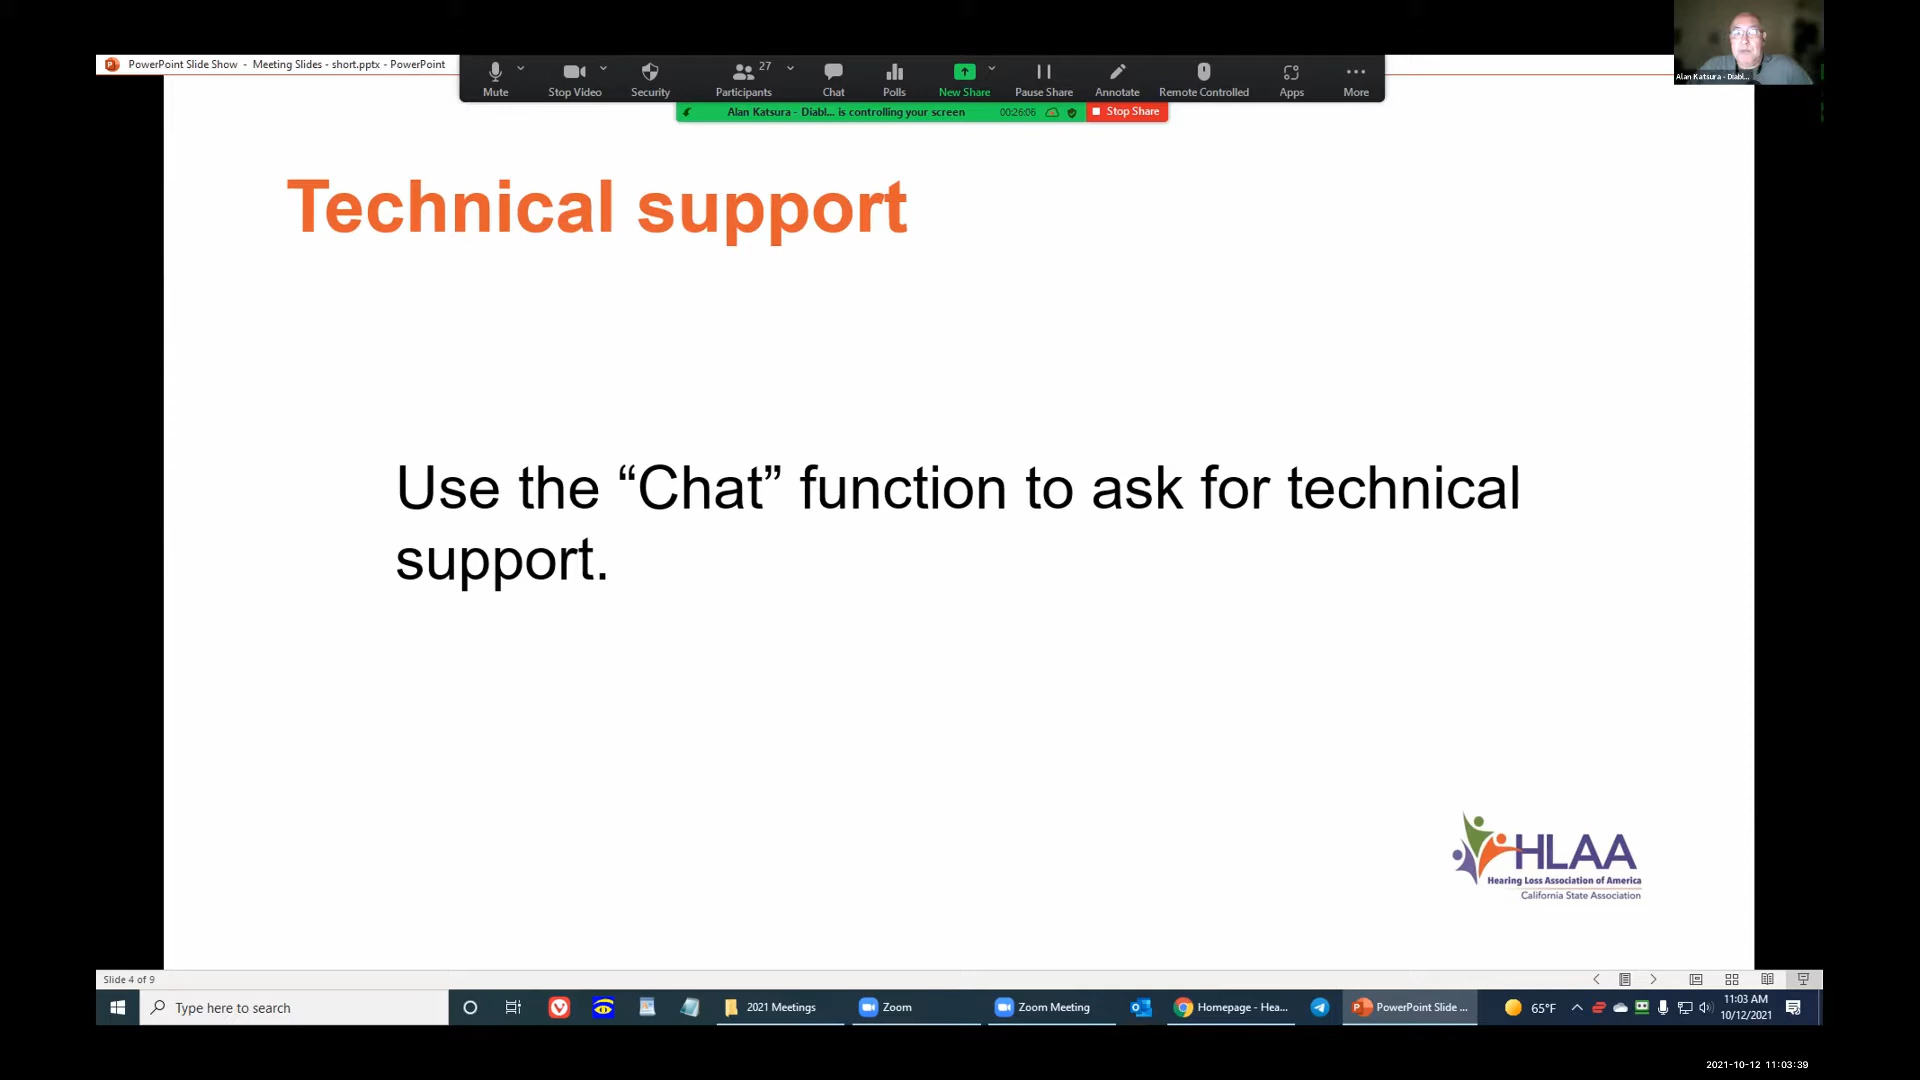 PowerPoint Slide Show - Meeting Slides - short.pptx - PowerPoint
Mute
Stop Video
Security
27
Participants
Chat
Polls
New Share
Pause Share
Annotate
Remote Controlled
Apps
More
Alan Katsura - Diabl... is controlling your screen
00:26:06
Stop Share
Alan Katsura - Diabl...
Technical support
Use the “Chat” function to ask for technical
support.
HLAA
Hearing Loss Association of America
California State Association
Slide 4 of 9
Type here to search
2021 Meetings
Zoom
Zoom Meeting
Homepage - Hea...
PowerPoint Slide ...
65°F
11:03 AM
10/12/2021
2021-10-12 11:03:39